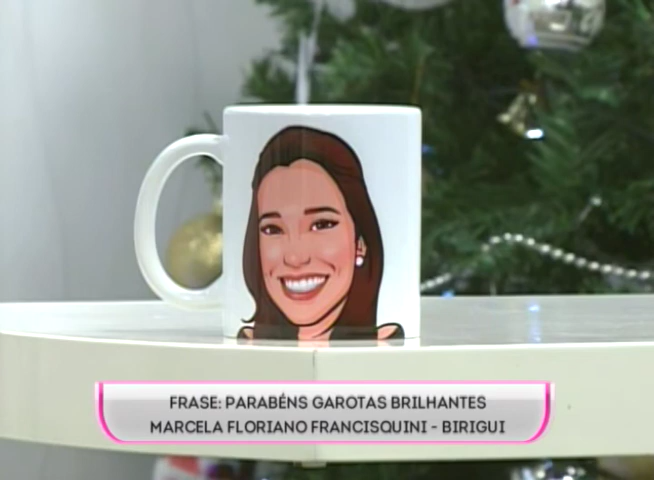 FRASE: PARABÉNS GAROTAS BRILHANTES
MARCELA FLORIANO FRANCISQUINI - BIRIGUI